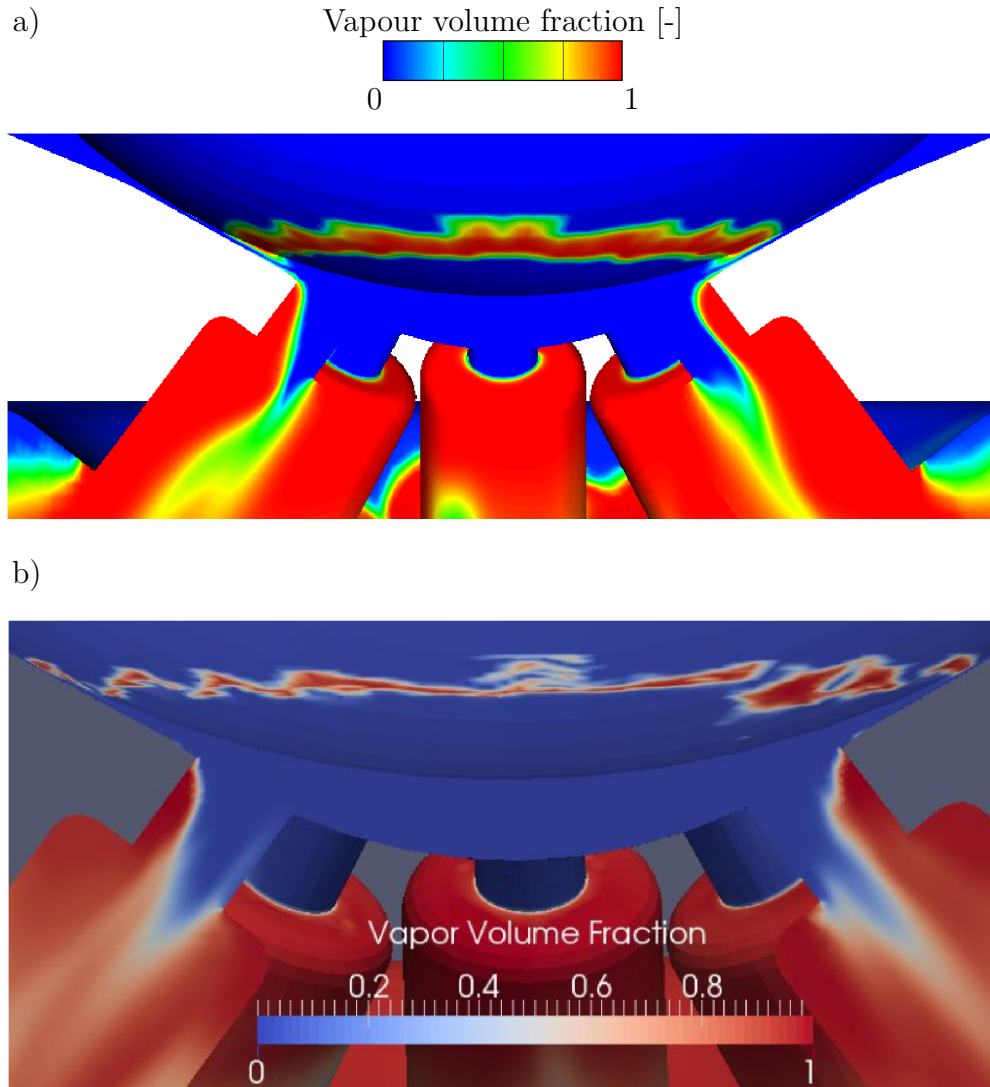 a)
Vapour volume fraction [-]
0 1
b)
Vapor Volume Fraction
0.2 0.4 0.6 0.8
0 1